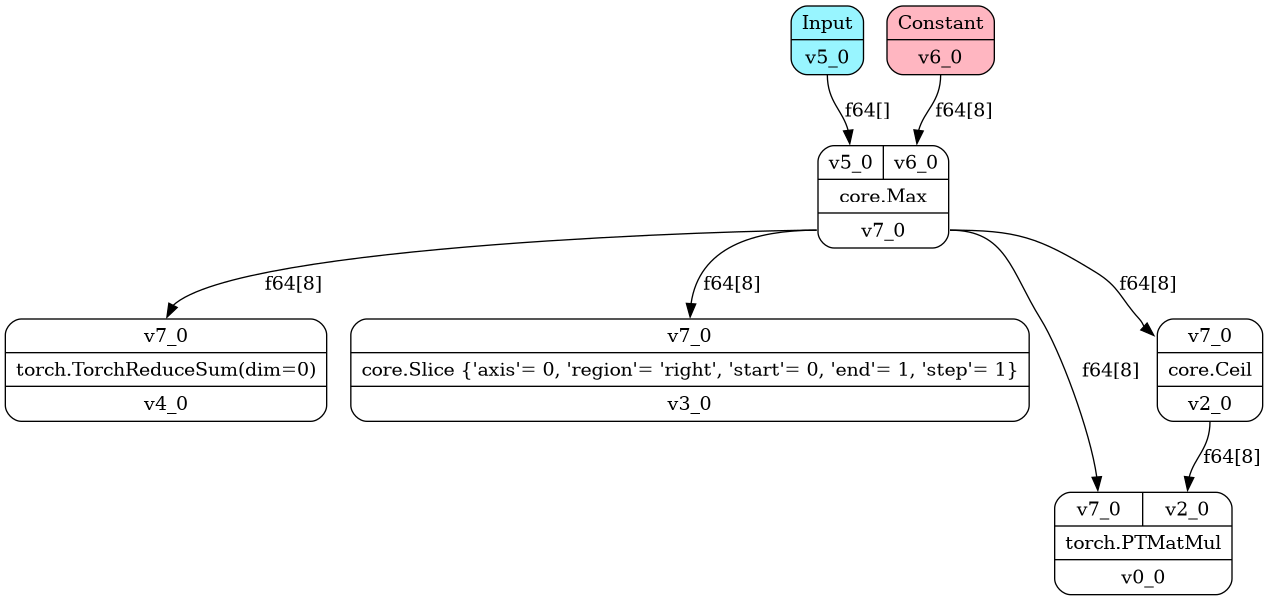 Input
v5_0
Constant
v6_0
f64[]
f64[8]
v5_0
v6_0
core.Max
v7_0
f64[8]
f64[8]
f64[8]
f64[8]
v7_0
torch.TorchReduceSum(dim=0)
v4_0
v7_0
core.Slice {'axis'= 0, 'region'= 'right', 'start'= 0, 'end'= 1, 'step'= 1}
v3_0
v7_0
core.Ceil
v2_0
f64[8]
v7_0
v2_0
torch.PTMatMul
v0_0